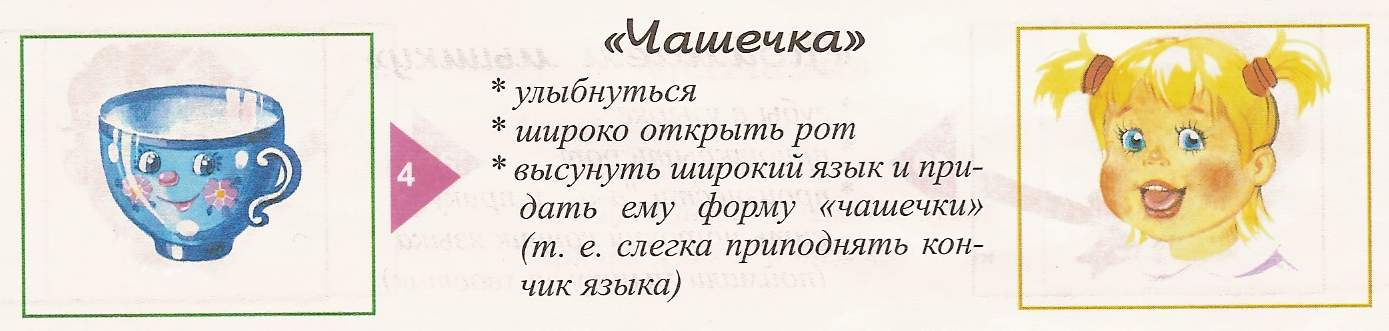 «Чашечка»
* улыбнуться
* широко открыть рот
4
* высунуть широкий язык и при-
дать ему форму «чашечки»
(т. е. слегка приподнять кон-
чик языка)